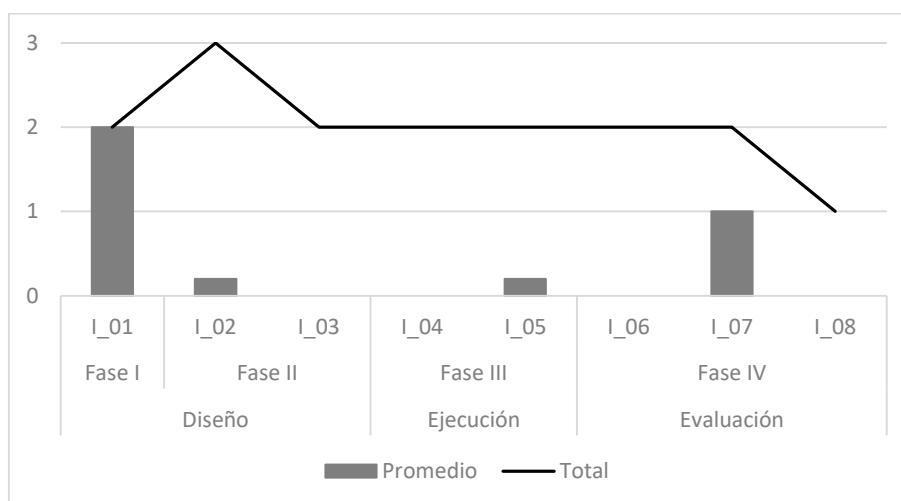 3
2
1
0
I_01 I_02 I_03 I_04 I_05 I_06 I_07 I_08
Fase I Fase II Fase III Fase IV
Diseño Ejecución Evaluación
Promedio Total